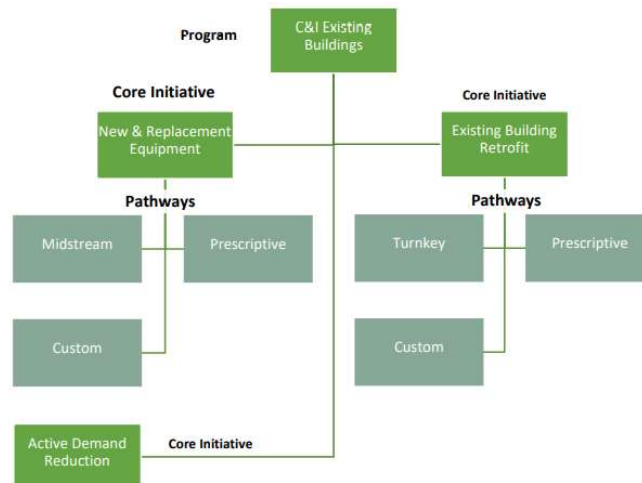 Program
C&I Existing
Buildings
Core Initiative
Core Initiative
New & Replacement
Equipment
Existing Building
Retrofit
Pathways
Pathways
Midstream
Prescriptive
Turnkey
Prescriptive
Custom
Custom
Active Demand
Reduction
Core Initiative